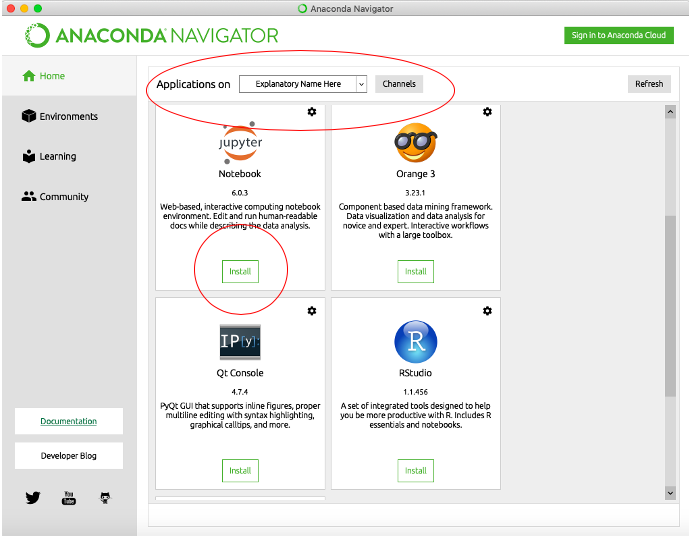 Anaconda Navigator
ANACONDA NAVIGATOR
Sign in to Anaconda Cloud
Home
Environments
Learning
Community
Documentation
Developer Blog
You
Tube
Applications on
Explanatory Name Here
Channels
Refresh
jupyter
Notebook
6.0.3
Web-based, interactive computing notebook
environment. Edit and run human-readable
docs while describing the data analysis.
Install
Orange 3
3.23.1
Component based data mining framework.
Data visualization and data analysis for
novice and expert. Interactive workflows
with a large toolbox.
Install
IP[y]:
Qt Console
4.7.4
PyQt GUI that supports inline figures, proper
multiline editing with syntax highlighting,
graphical calltips, and more.
Install
R
RStudio
1.1.456
A set of integrated tools designed to help
you be more productive with R. Includes R
essentials and notebooks.
Install